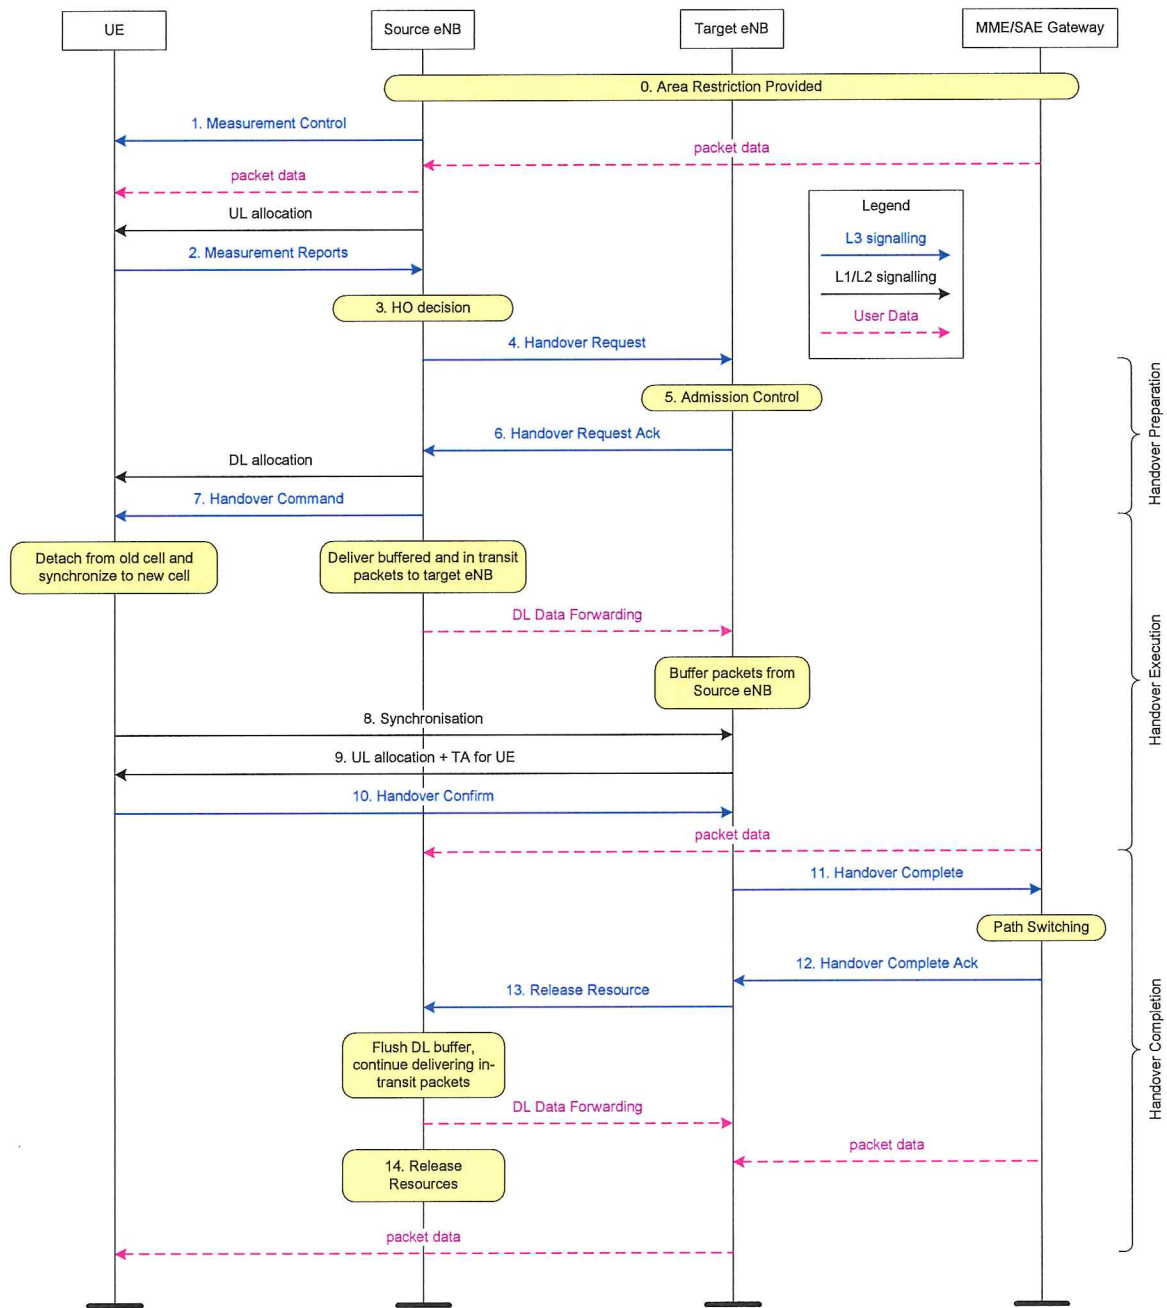 UE
Source eNB
Target eNB
MME/SAE Gateway
0. Area Restriction Provided
1. Measurement Control
packet data
packet data
UL allocation
2. Measurement Reports
Legend
L3 signalling
L1/L2 signalling
User Data
3. HO decision
4. Handover Request
5. Admission Control
6. Handover Request Ack
DL allocation
7. Handover Command
Handover Preparation
Detach from old cell and
synchronize to new cell
Deliver buffered and in transit
packets to target eNB
DL Data Forwarding
Buffer packets from
Source eNB
8. Synchronisation
9. UL allocation + TA for UE
10. Handover Confirm
Handover Execution
packet data
11. Handover Complete
Path Switching
12. Handover Complete Ack
13. Release Resource
Flush DL buffer,
continue delivering in-
transit packets
DL Data Forwarding
packet data
14. Release
Resources
packet data
Handover Completion